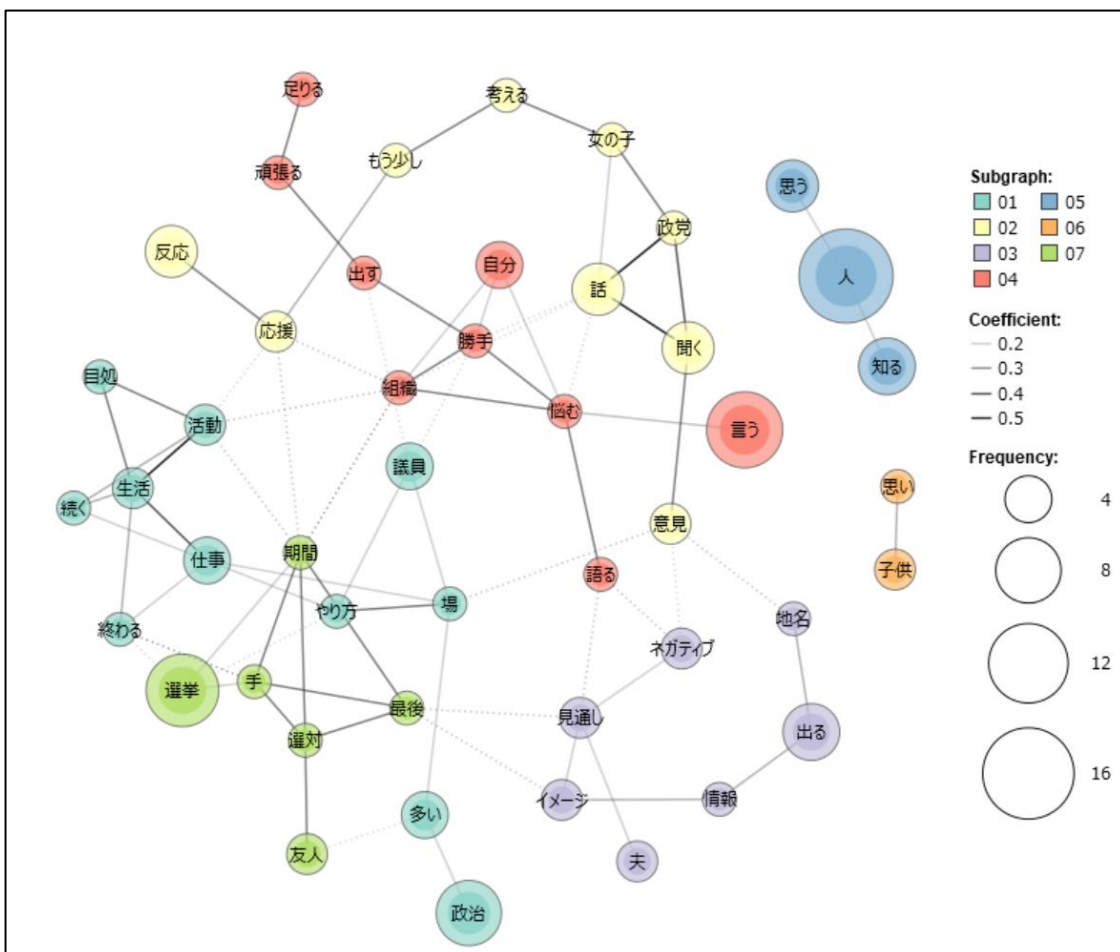 足りる
考える
女の子
もう少し
頑張る
思う
政党
反応
自分
出す
話
人
応援
勝手
聞く
目処
組織
知る
悩む
言う
活動
議員
生活
続く
意見
思い
仕事
期間
語る
子供
やり方
場
終わる
地名
ネガティブ
選挙
手
最後
見通し
選対
出る
イメージ
情報
多い
友人
夫
政治
Subgraph:
01 05
02 06
03 07
04
Coefficient:
0.2
0.3
0.4
0.5
Frequency:
4
8
12
16